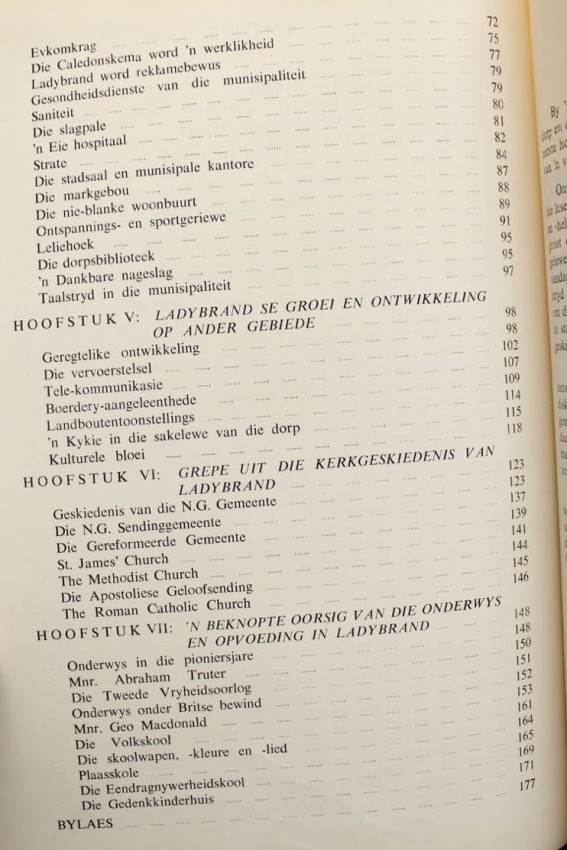 Evkomkrag 72
Die Caledonskema word 'n werklikheid 75
Ladybrand word reklamebewus 77
Gesondheidsdienste van die munisipaliteit 79
Saniteit 79
Die slagpale 80
'n Eie hospitaal 81
Strate 82
Die stadsaal en munisipale kantore 84
Die markgebou 87
Die nie-blanke woonbuurt 88
Ontspannings- en sportgeriewe 89
Leliehoek 91
Die dorpsbiblioteek 95
'n Dankbare nageslag 95
Taalstryd in die munisipaliteit 97
HOOFSTUK V: LADYBRAND SE GROEI EN ONTWIKKELING
OP ANDER GEBIEDE 98
Geregtelike ontwikkeling 98
Die vervoerstelsel 102
Tele-kommunikasie 107
Boerdery-aangeleenthede 109
Landboutentoonstellings 114
'n Kykie in die sakelewe van die dorp 115
Kulturele bloei 118
HOOFSTUK VI: GREPE UIT DIE KERKGESKIEDENIS VAN
LADYBRAND 123
Geskiedenis van die N.G. Gemeente 123
Die N.G. Sendinggemeente 137
Die Gereformeerde Gemeente 139
St. James' Church 141
The Methodist Church 144
Die Apostoliese Geloofsending 145
The Roman Catholic Church 146
HOOFSTUK VII: 'N BEKNOPTE OORSIG VAN DIE ONDERWYS
EN OPVOEDING IN LADYBRAND 148
Onderwys in die pioniersjare 148
Mnr. Abraham Truter 150
Die Tweede Vryheidsoorlog 151
Onderwys onder Britse bewind 152
Mnr. Geo Macdonald 153
Die Volkskool 161
Die skoolwapen, -kleure en -lied 164
Plaasskole 165
Die Eendragnywerheidskool 169
Die Gedenkkinderhuis 171
BYLAES 177